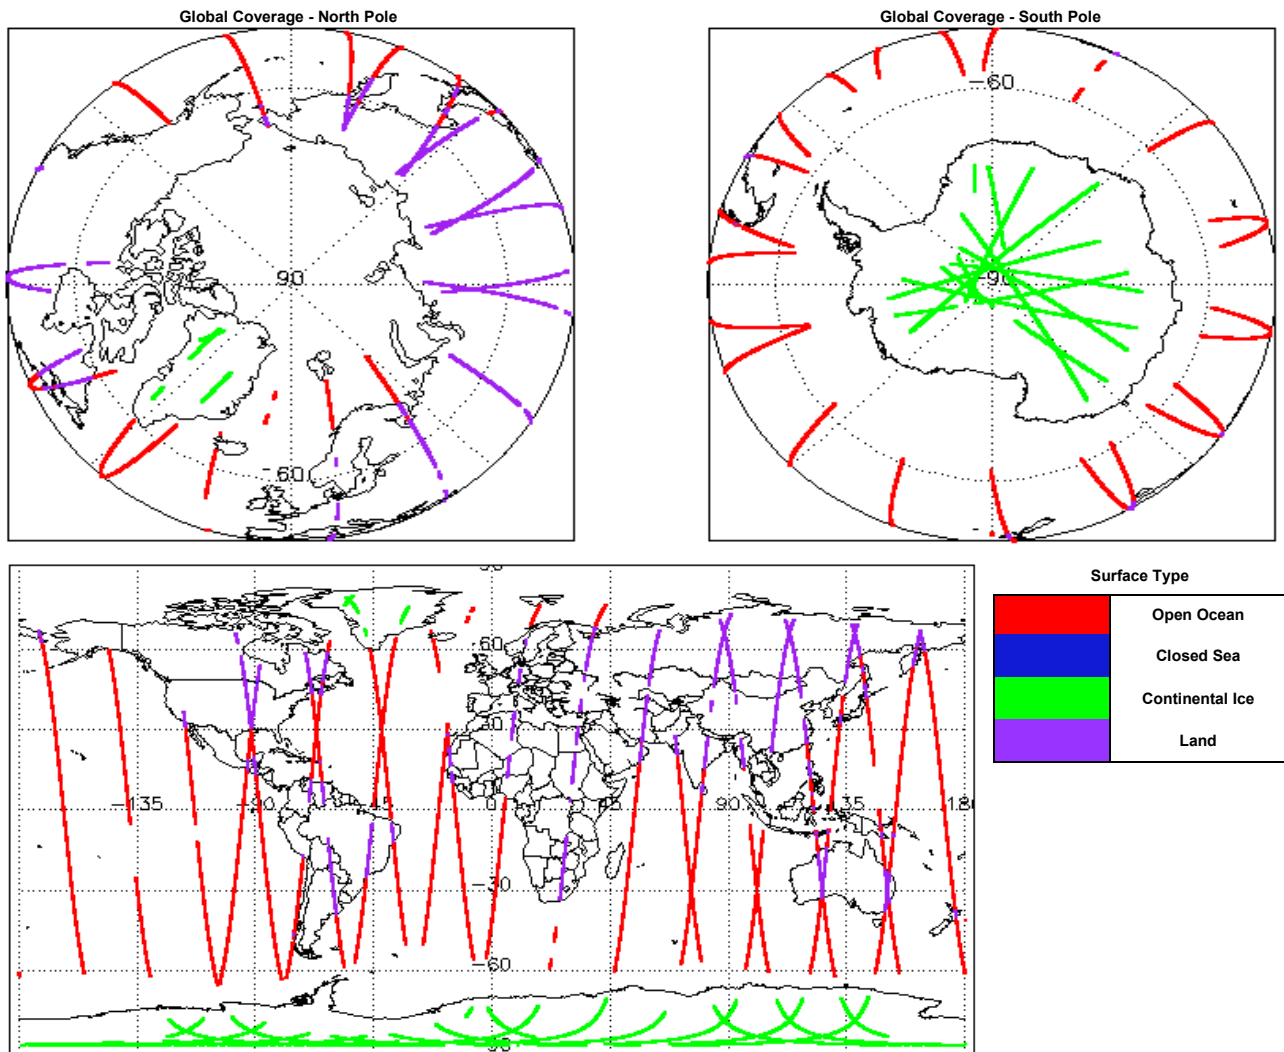 Global Coverage - North Pole
Global Coverage - South Pole
90
-60
-60
-90
60
30
-135
-90
-45
0
45
90
135
180
-30
-60
Surface Type
Open Ocean
Closed Sea
Continental Ice
Land